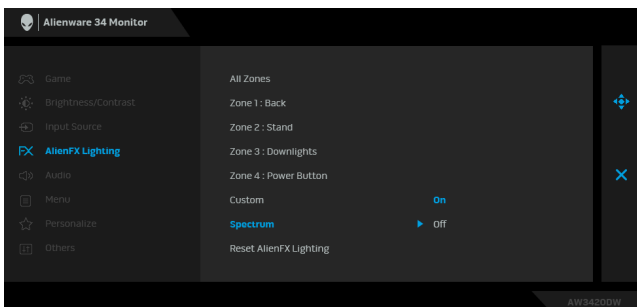 Alienware 34 Monitor
Game
Brightness/Contrast
Input Source
AlienFX Lighting
Audio
Menu
Personalize
Others
All Zones
Zone 1 : Back
Zone 2 : Stand
Zone 3 : Downlights
Zone 4 : Power Button
Custom On
Spectrum Off
Reset AlienFX Lighting
AW3420DW